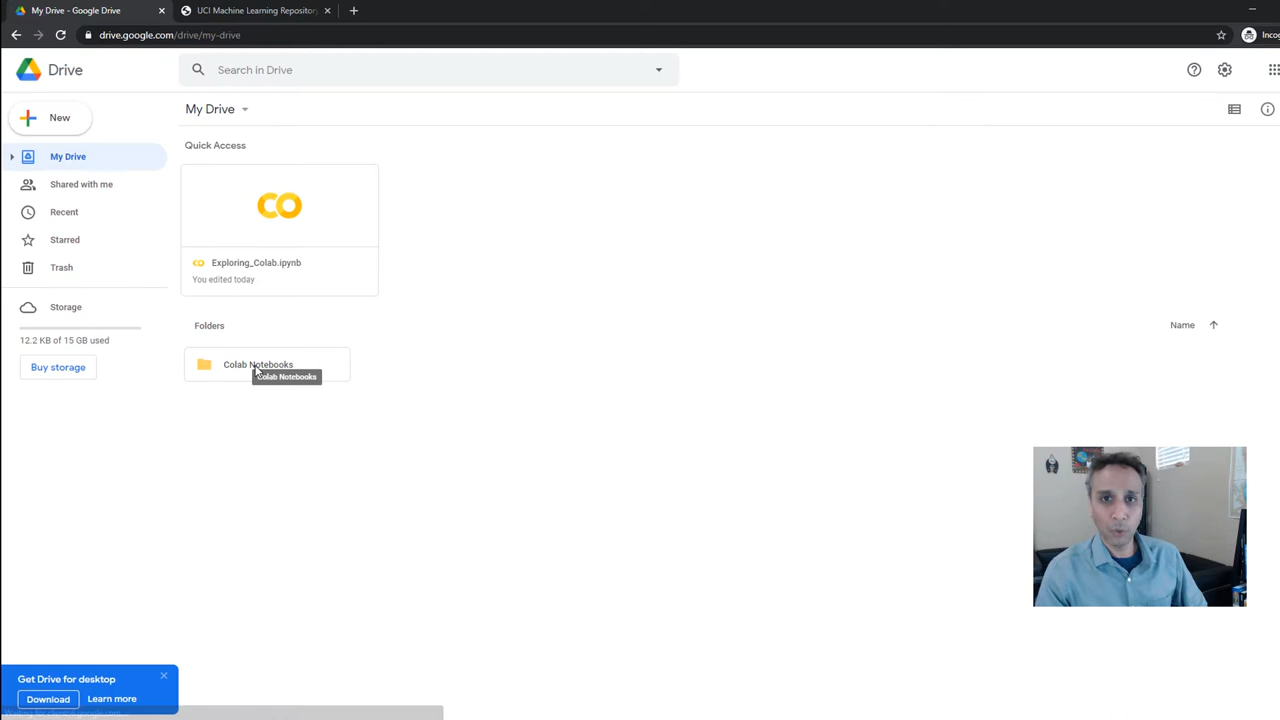 My Drive - Google Drive
UCI Machine Learning Repository
drive.google.com/drive/my-drive
Drive
Search in Drive
New
My Drive
My Drive
Quick Access
Shared with me
Recent
Starred
Trash
Exploring_Colab.ipynb
You edited today
Storage
12.2 KB of 15 GB used
Buy storage
Folders
Name
Colab Notebooks
Colab Notebooks
Get Drive for desktop
Download
Learn more